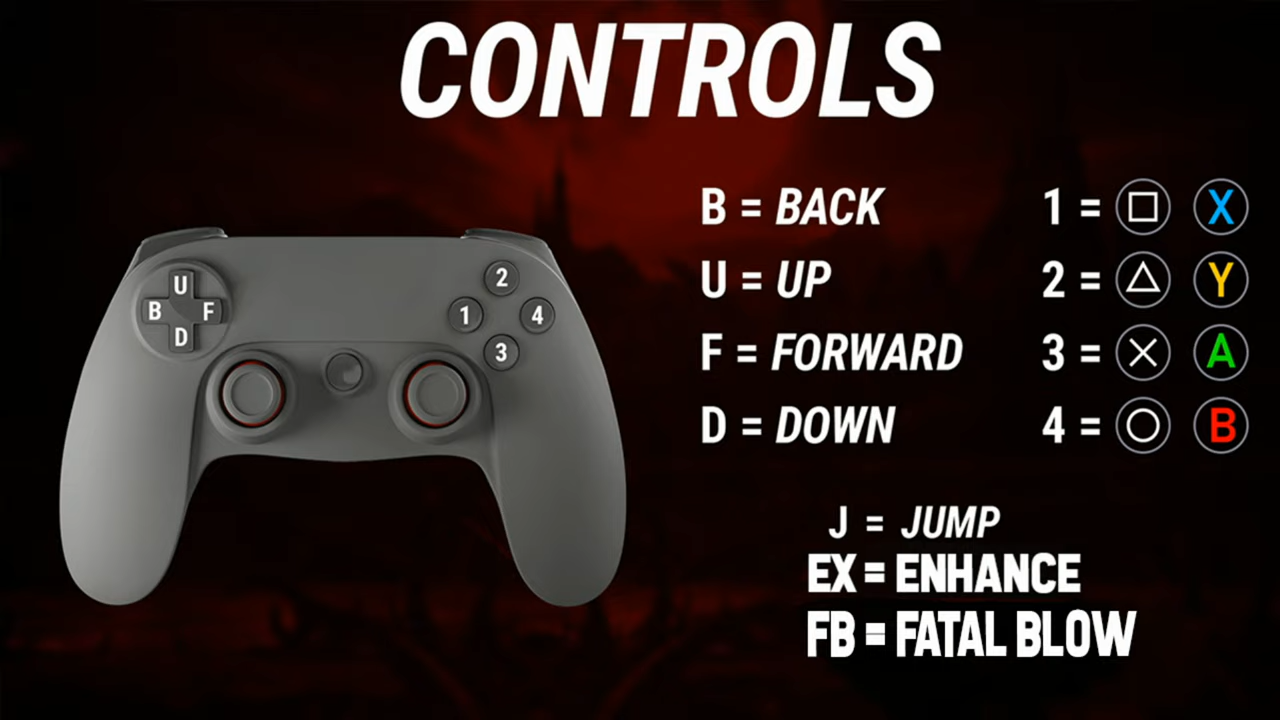 CONTROLS
U
B F
D
2
1 4
3
B = BACK
U = UP
F = FORWARD
D = DOWN
1 = □ X
2 = △ Y
3 = ✕ A
4 = ○ B
J = JUMP
EX = ENHANCE
FB = FATAL BLOW